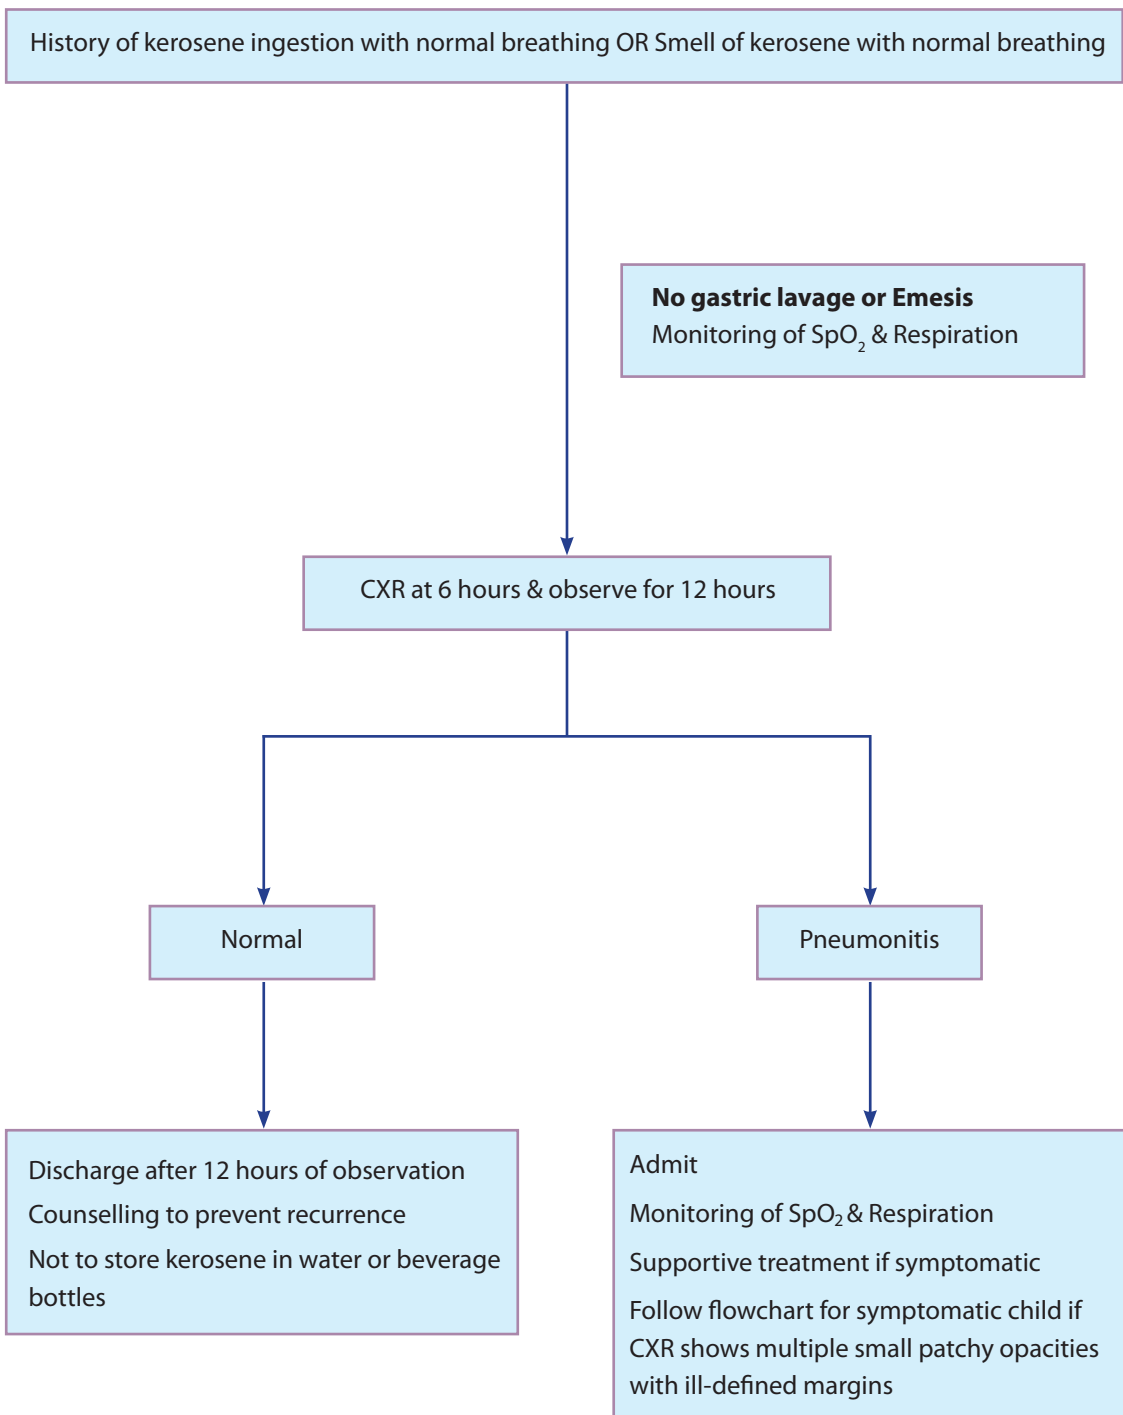 History of kerosene ingestion with normal breathing OR Smell of kerosene with normal breathing
No gastric lavage or Emesis
Monitoring of SpO₂ & Respiration
CXR at 6 hours & observe for 12 hours
Normal
Pneumonitis
Discharge after 12 hours of observation
Counselling to prevent recurrence
Not to store kerosene in water or beverage
bottles
Admit
Monitoring of SpO₂ & Respiration
Supportive treatment if symptomatic
Follow flowchart for symptomatic child if
CXR shows multiple small patchy opacities
with ill-defined margins